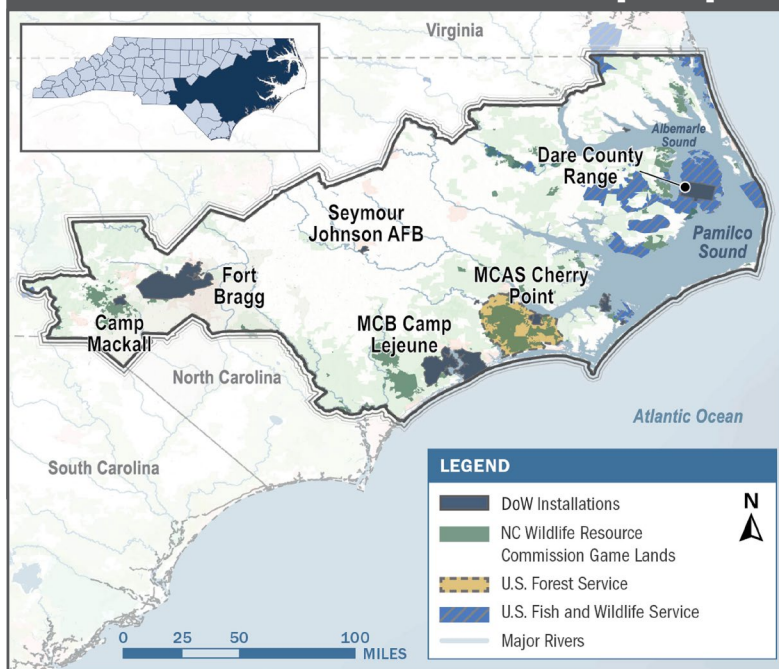 Virginia
Albemarle
Sound
Dare County
Range
Pamilco
Sound
Seymour
Johnson AFB
MCAS Cherry
Point
Fort
Bragg
MCB Camp
Lejeune
Camp
Mackall
North Carolina
South Carolina
Atlantic Ocean
LEGEND
DoW Installations
N
NC Wildlife Resource
Commission Game Lands
U.S. Forest Service
U.S. Fish and Wildlife Service
Major Rivers
0 25 50 100
MILES